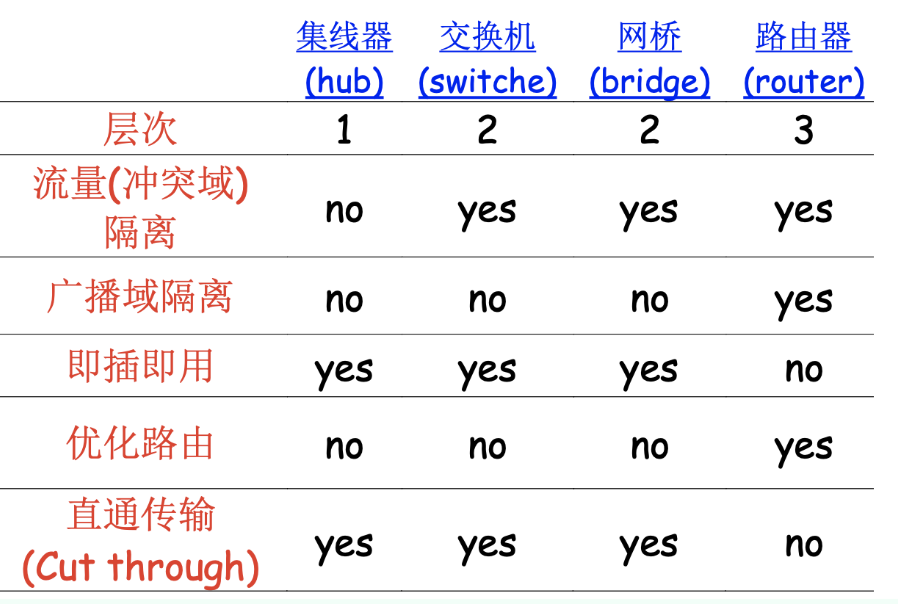 集线器 交换机 网桥 路由器
(hub) (switche) (bridge) (router)
层次 1 2 2 3
流量(冲突域)
隔离 no yes yes yes
广播域隔离 no no no yes
即插即用 yes yes yes no
优化路由 no no no yes
直通传输
(Cut through) yes yes yes no